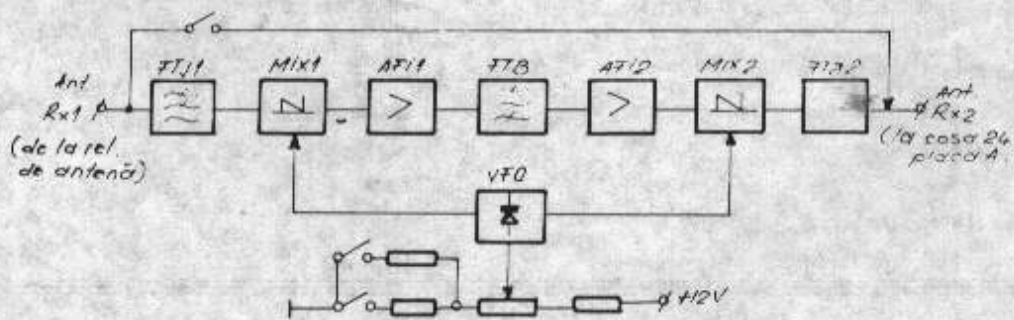 FTJ1
Mix1
AFi1
FTB
AFi2
Mix2
Ant
Rx1
(de la rel.
de antenă)
Ant
Rx2
(la cosa 24
placa A.
VFO
+12V